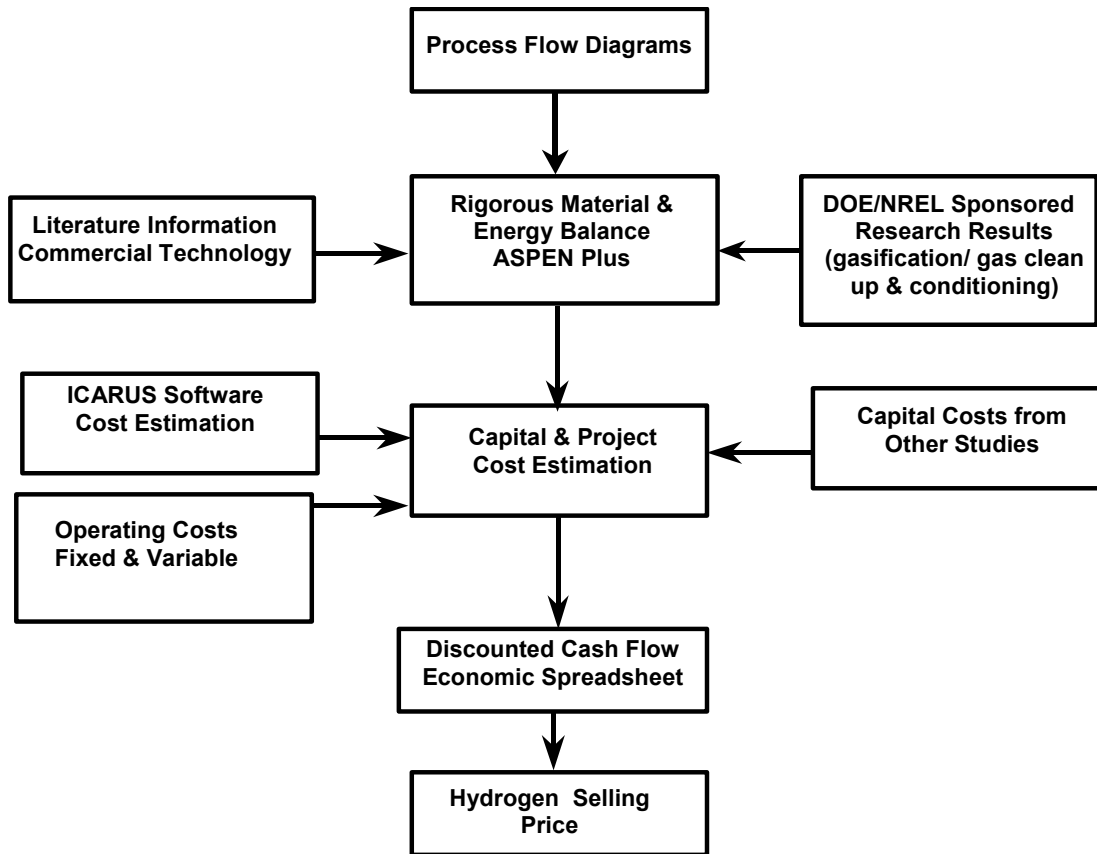 Process Flow Diagrams
Literature Information
Commercial Technology
Rigorous Material &
Energy Balance
ASPEN Plus
DOE/NREL Sponsored
Research Results
(gasification/ gas clean
up & conditioning)
ICARUS Software
Cost Estimation
Capital & Project
Cost Estimation
Capital Costs from
Other Studies
Operating Costs
Fixed & Variable
Discounted Cash Flow
Economic Spreadsheet
Hydrogen Selling
Price